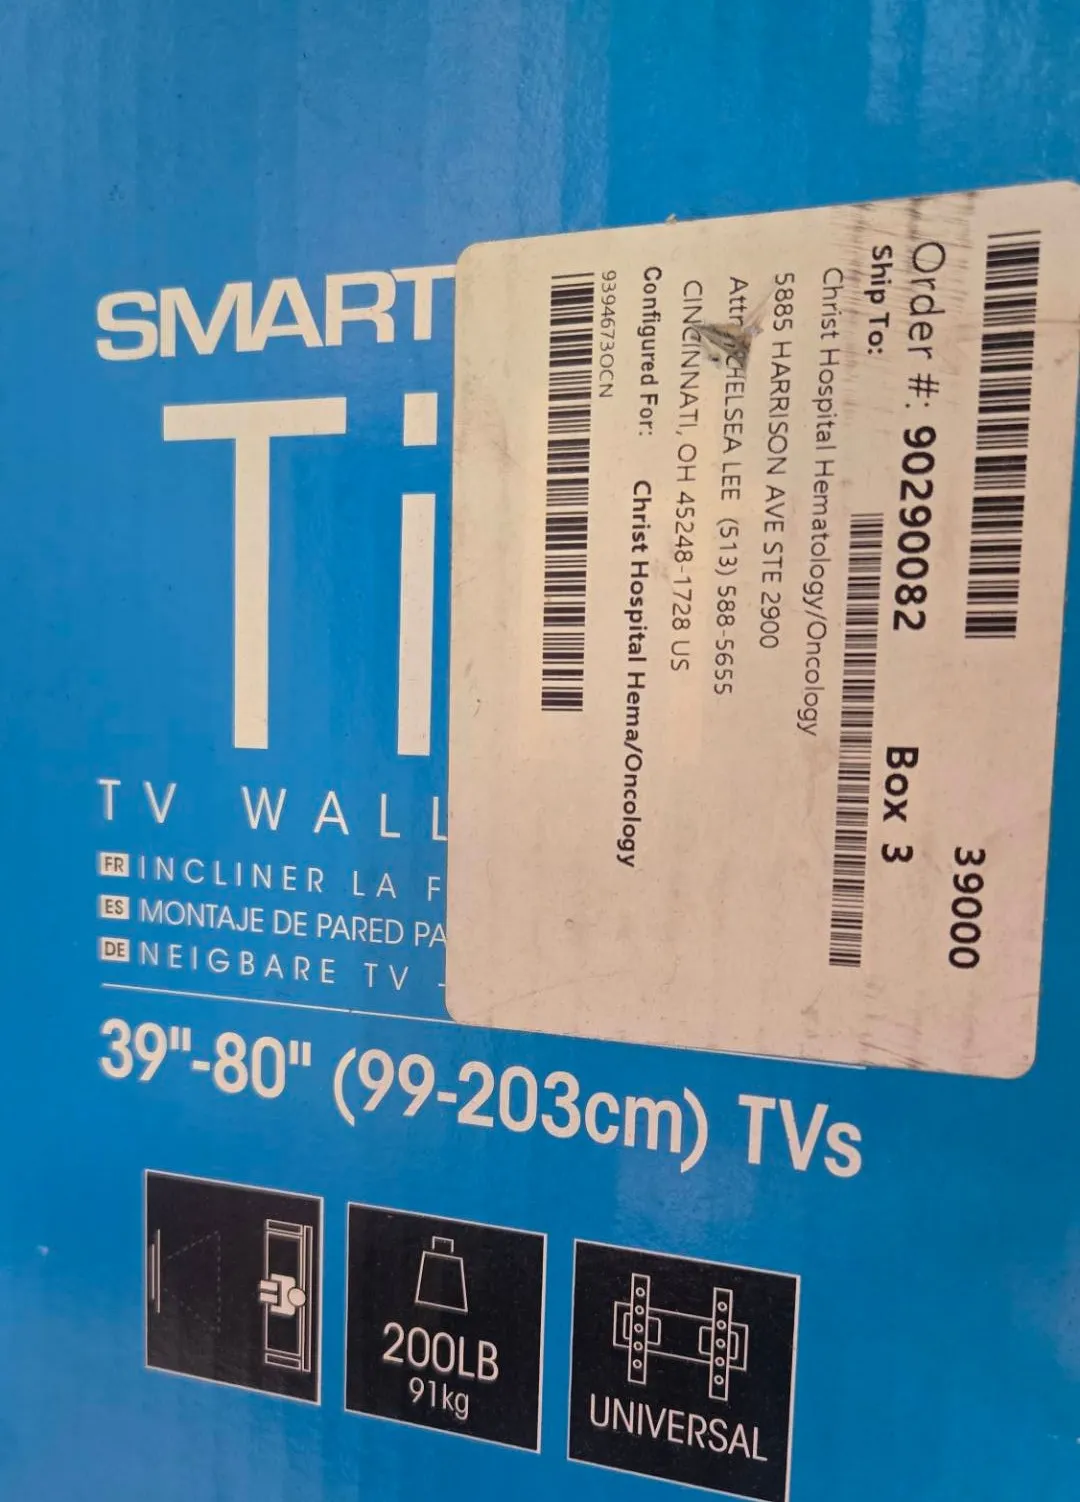 SMART
Ti
TV WALL
FR INCLINER LA F
ES MONTAJE DE PARED PA
DE NEIGBARE TV -
39"-80" (99-203cm) TVs
200LB
91kg
UNIVERSAL
39000
Order #: 90290082 Box 3
Ship To:
Christ Hospital Hematology/Oncology
5885 HARRISON AVE STE 2900
Attn CHELSEA LEE (513) 588-5655
CINCINNATI, OH 45248-1728 US
Configured For: Christ Hospital Hema/Oncology
9394673OCN